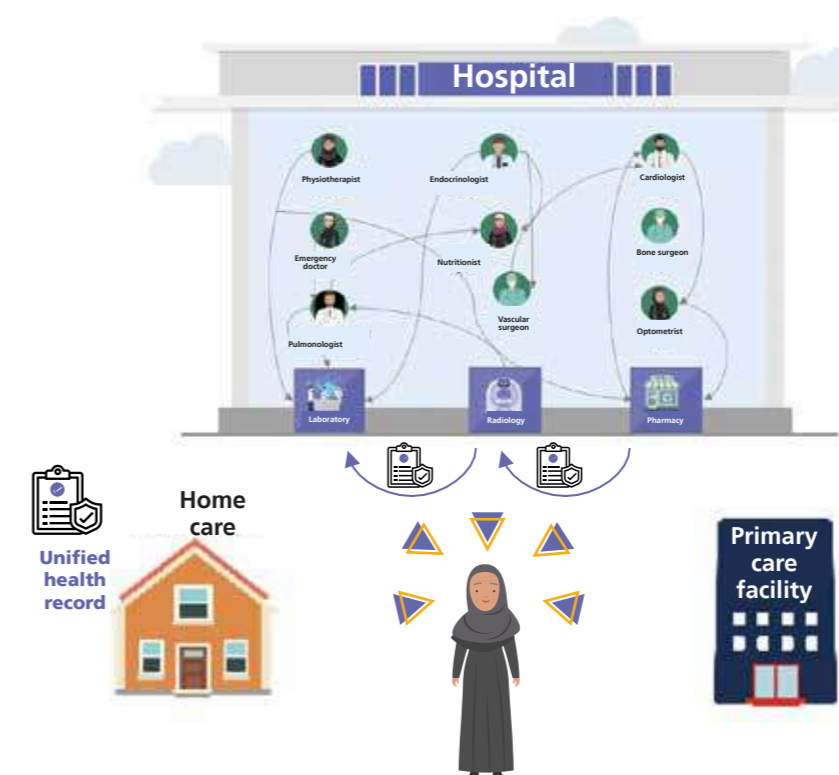 Hospital
Physiotherapist
Endocrinologist
Cardiologist
Emergency
doctor
Nutritionist
Bone surgeon
Pulmonologist
Vascular
surgeon
Optometrist
Laboratory
Radiology
Pharmacy
Unified
health
record
Home
care
Primary
care
facility